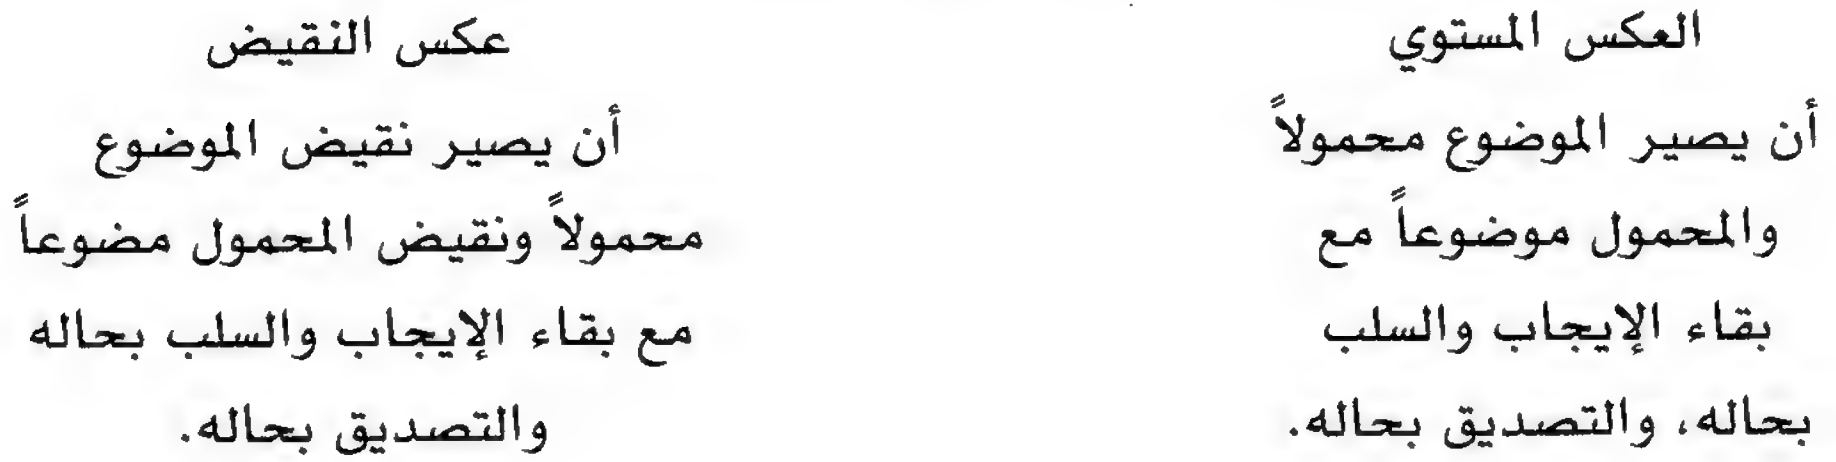 العكس المستوي
أن يصير الموضوع محمولاً
والمحمول موضوعاً مع
بقاء الإيجاب والسلب
بحاله، والتصديق بحاله.
عكس النقيض
أن يصير نقيض الموضوع
محمولاً ونقيض المحمول مضوعاً
مع بقاء الإيجاب والسلب بحاله
والتصديق بحاله.